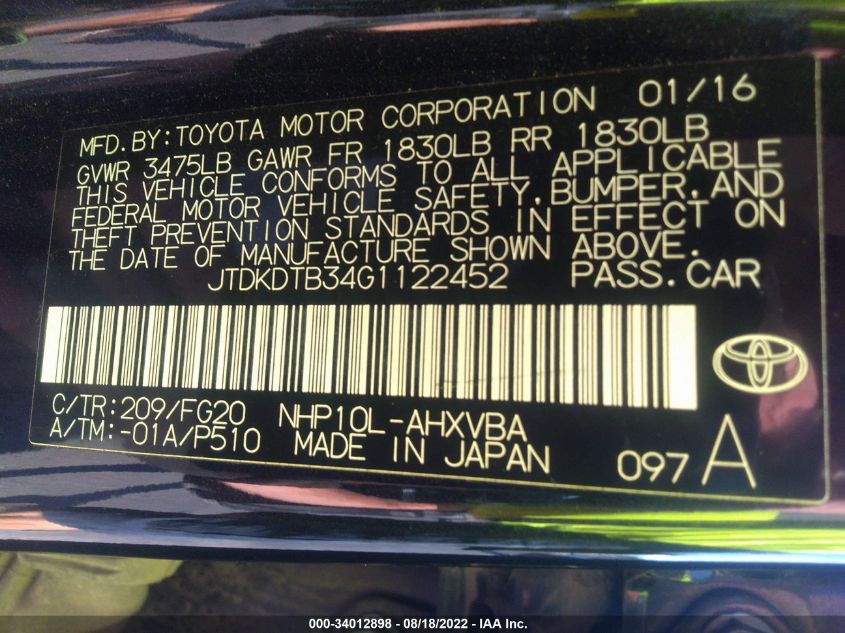 MFD.BY:TOYOTA MOTOR CORPORATION 01/16
GVWR 3475LB GAWR FR 1830LB RR 1830LB
THIS VEHICLE CONFORMS TO ALL APPLICABLE
FEDERAL MOTOR VEHICLE SAFETY,BUMPER,AND
THEFT PREVENTION STANDARDS IN EFFECT ON
THE DATE OF MANUFACTURE SHOWN ABOVE.
JTDKDTB34G1122452 PASS.CAR
C/TR:209/FG20 NHP10L-AHXVBA
A/TM:-01A/P510 MADE IN JAPAN 097 A
000-34012898 - 08/18/2022 - IAA Inc.